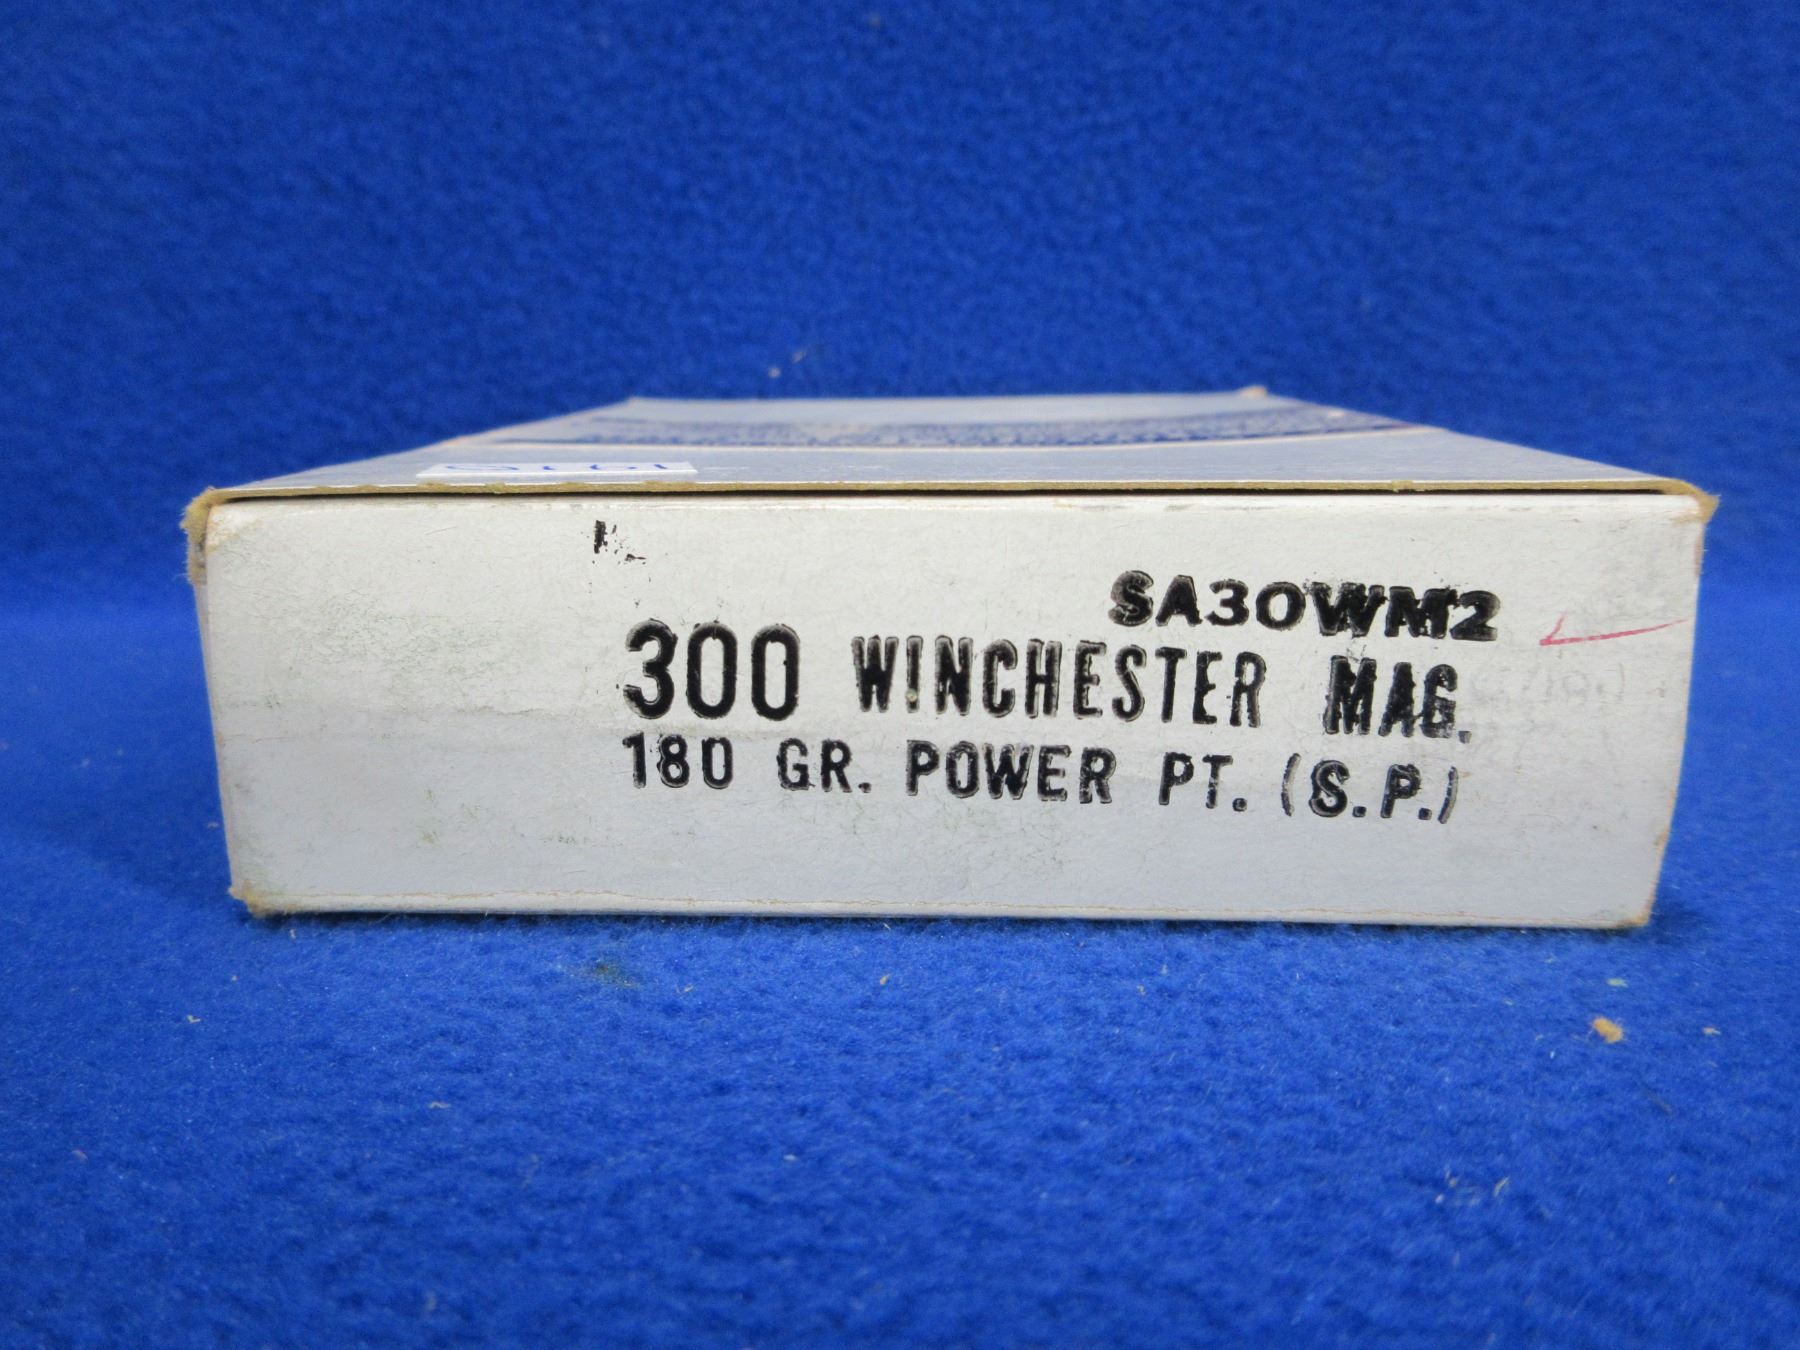 SA30WM2
300 WINCHESTER MAG.
180 GR. POWER PT. (S.P.)